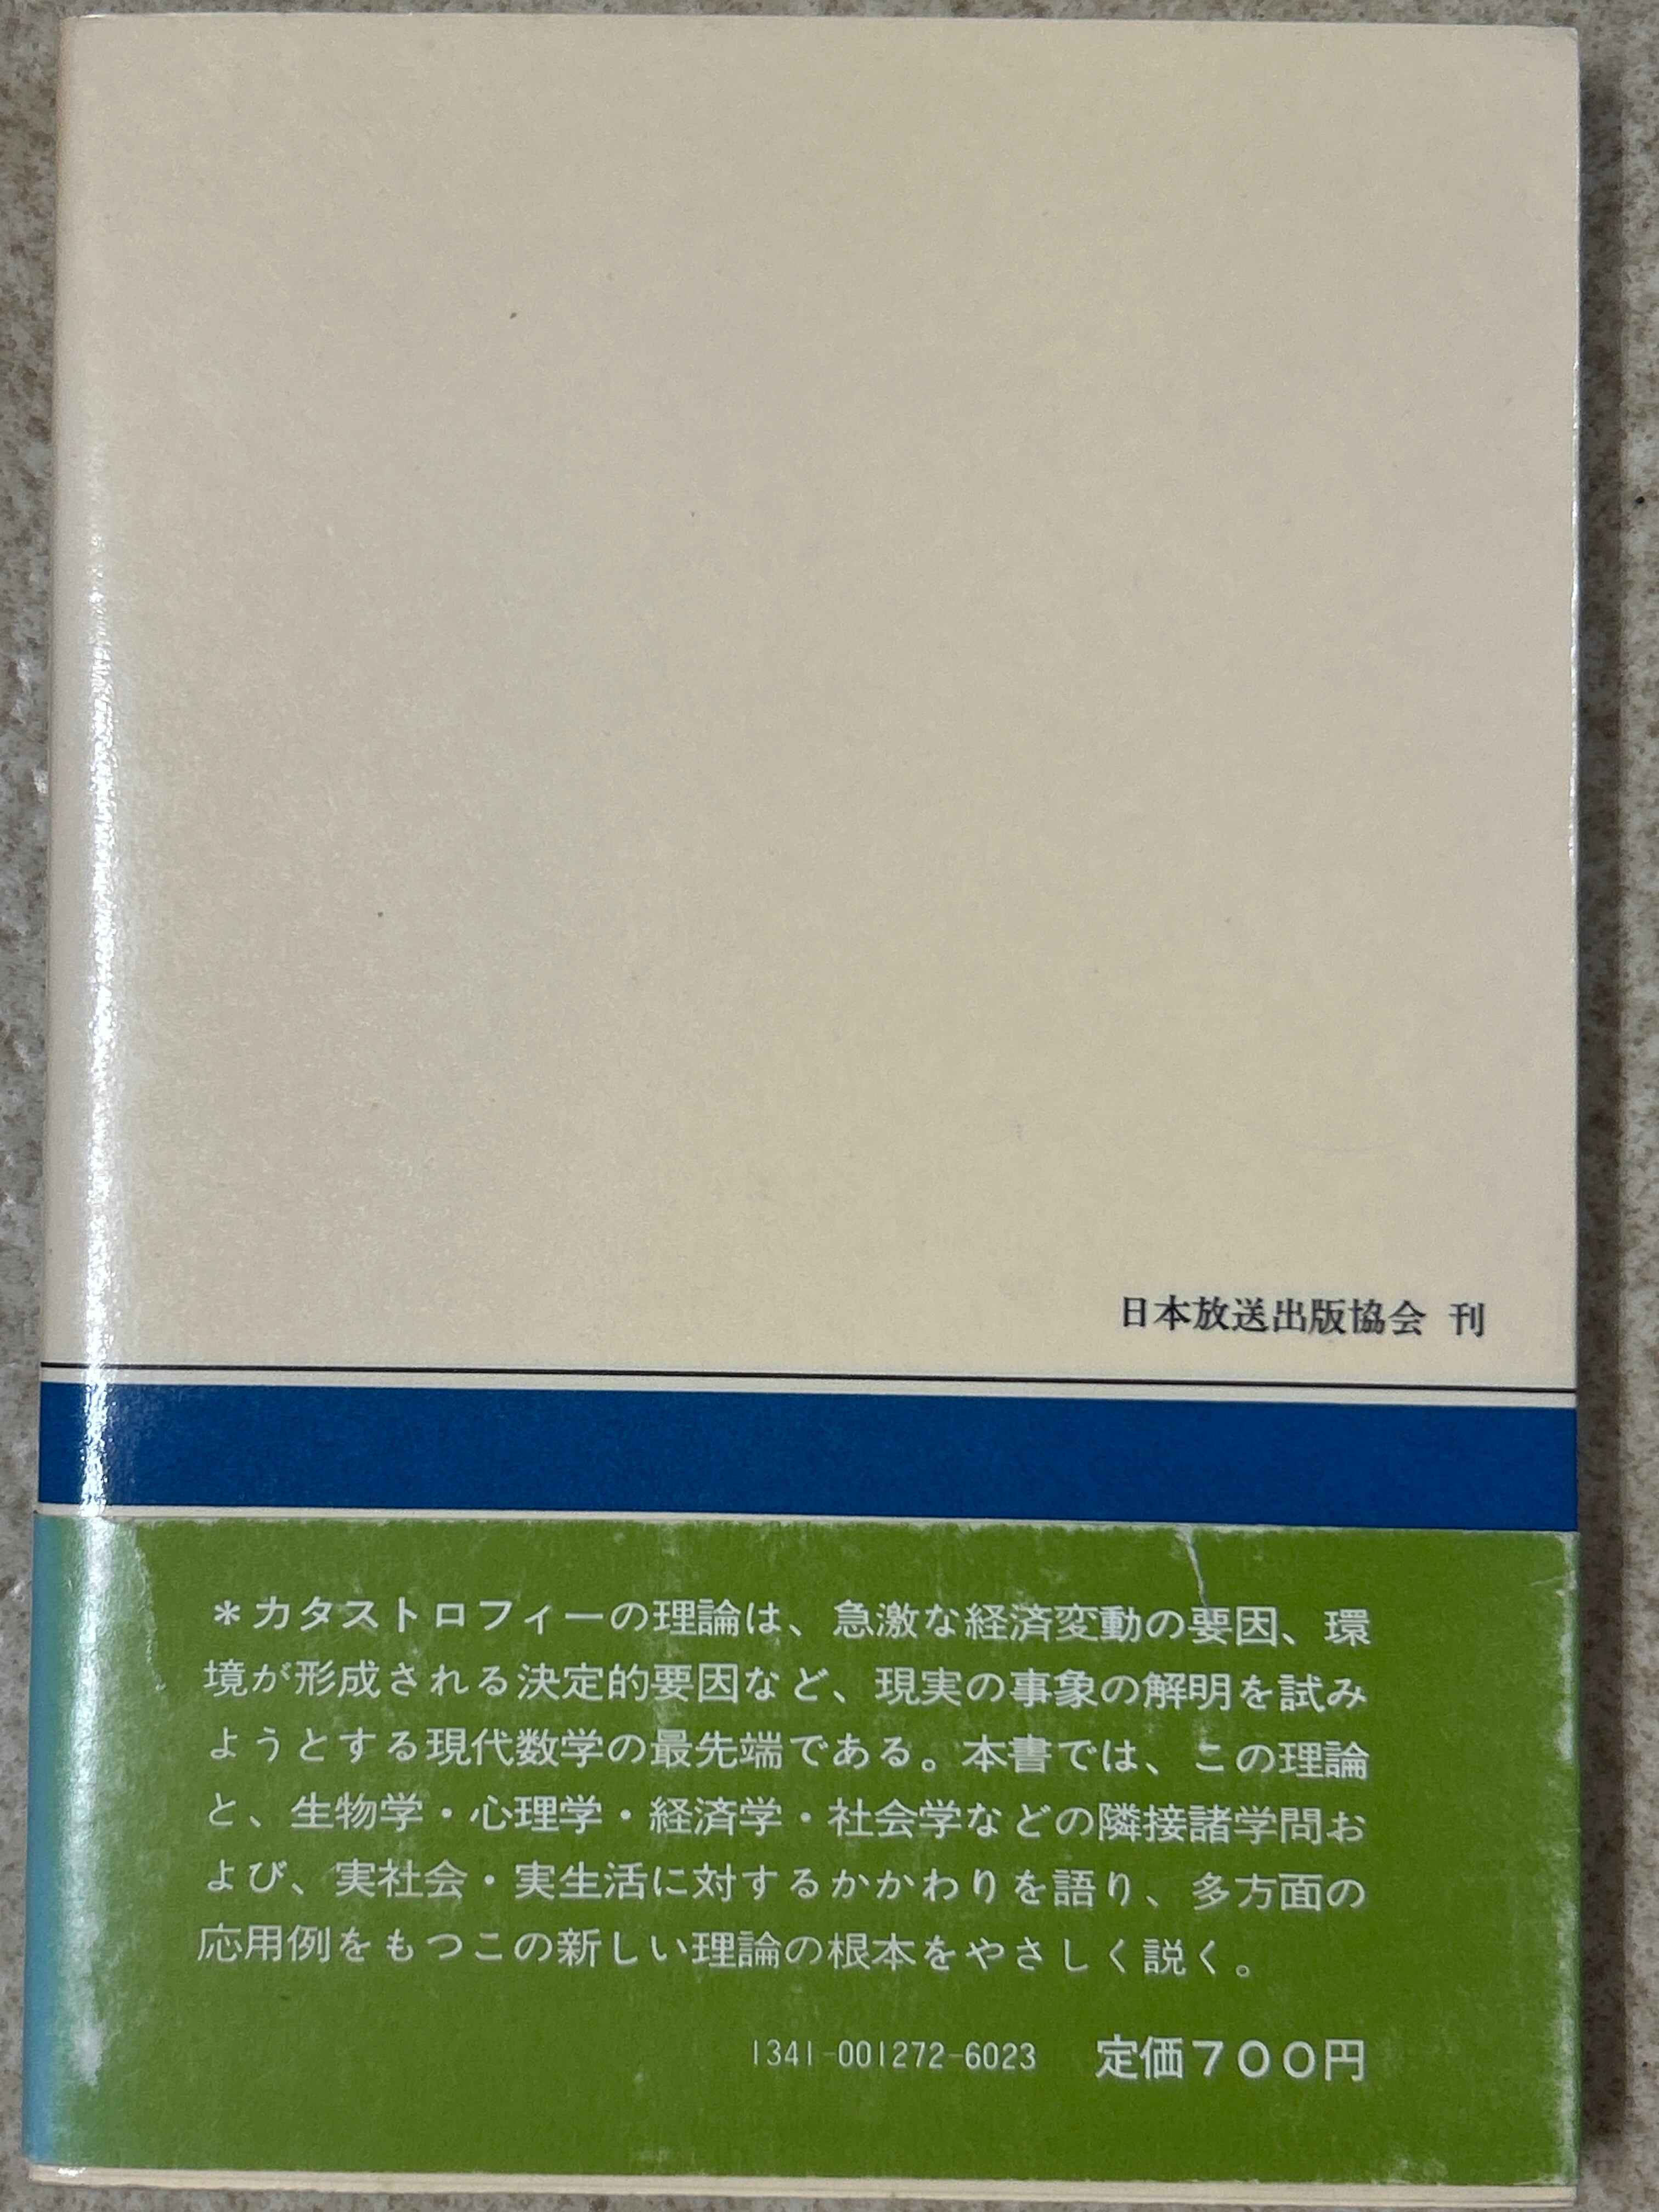 日本放送出版協会 刊
＊カタストロフィーの理論は、急激な経済変動の要因、環
境が形成される決定的要因など、現実の事象の解明を試み
ようとする現代数学の最先端である。本書では、この理論
と、生物学・心理学・経済学・社会学などの隣接諸学問お
よび、実社会・実生活に対するかかわりを語り、多方面の
応用例をもつこの新しい理論の根本をやさしく説く。
1341-001272-6023 定価700円